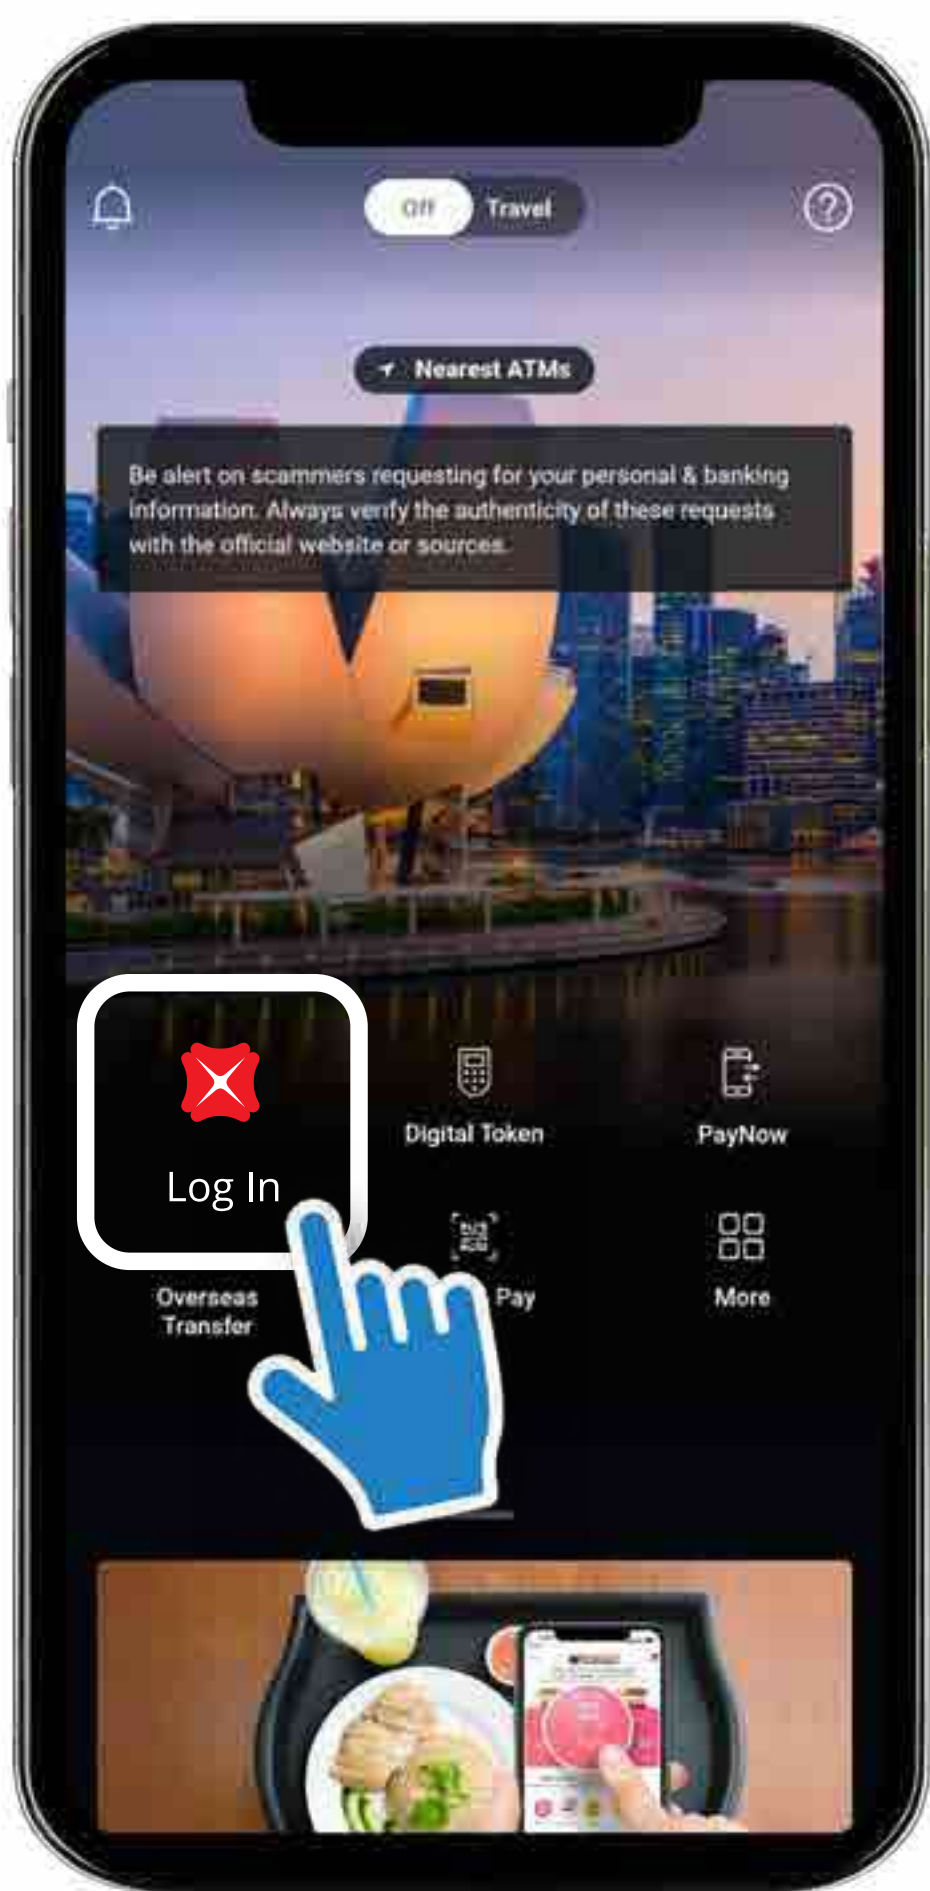 Off Travel
Nearest ATMs
Be alert on scammers requesting for your personal & banking
information. Always verify the authenticity of these requests
with the official website or sources.
Log In
Digital Token
PayNow
Overseas
Transfer
Pay
More